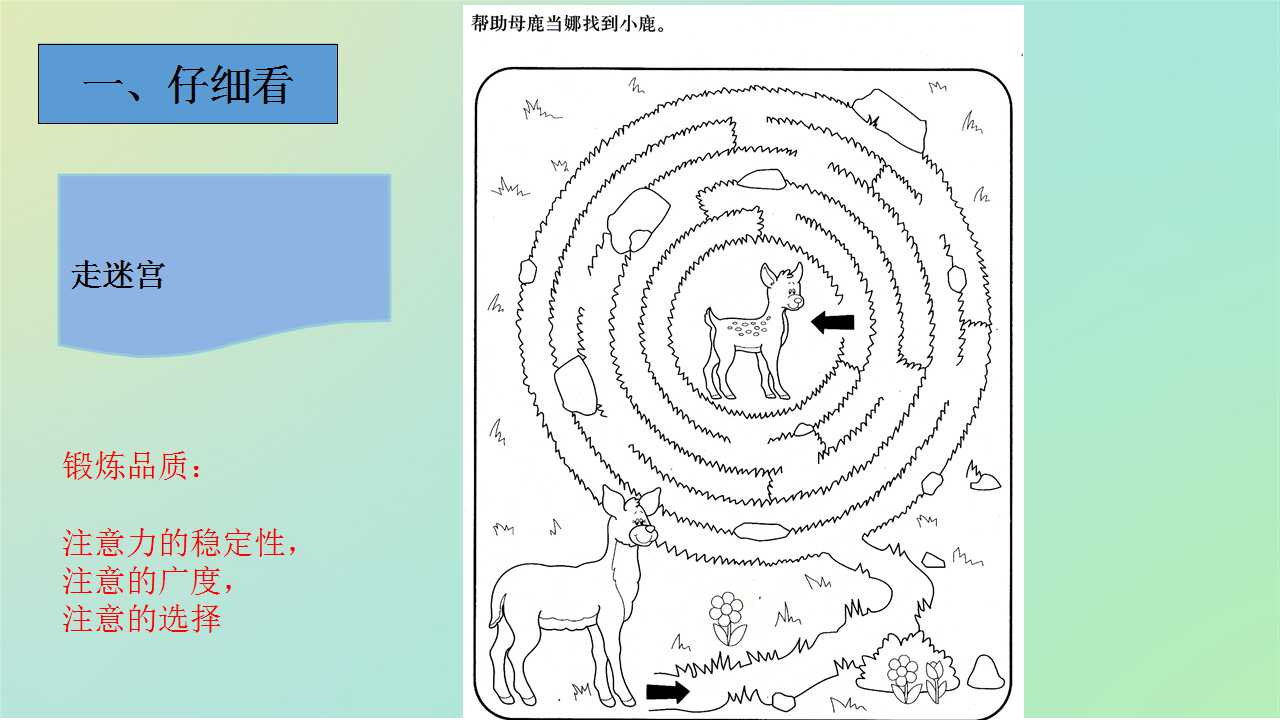 帮助母鹿当娜找到小鹿。
一、仔细看
走迷宫
锻炼品质：
注意力的稳定性，
注意的广度，
注意的选择